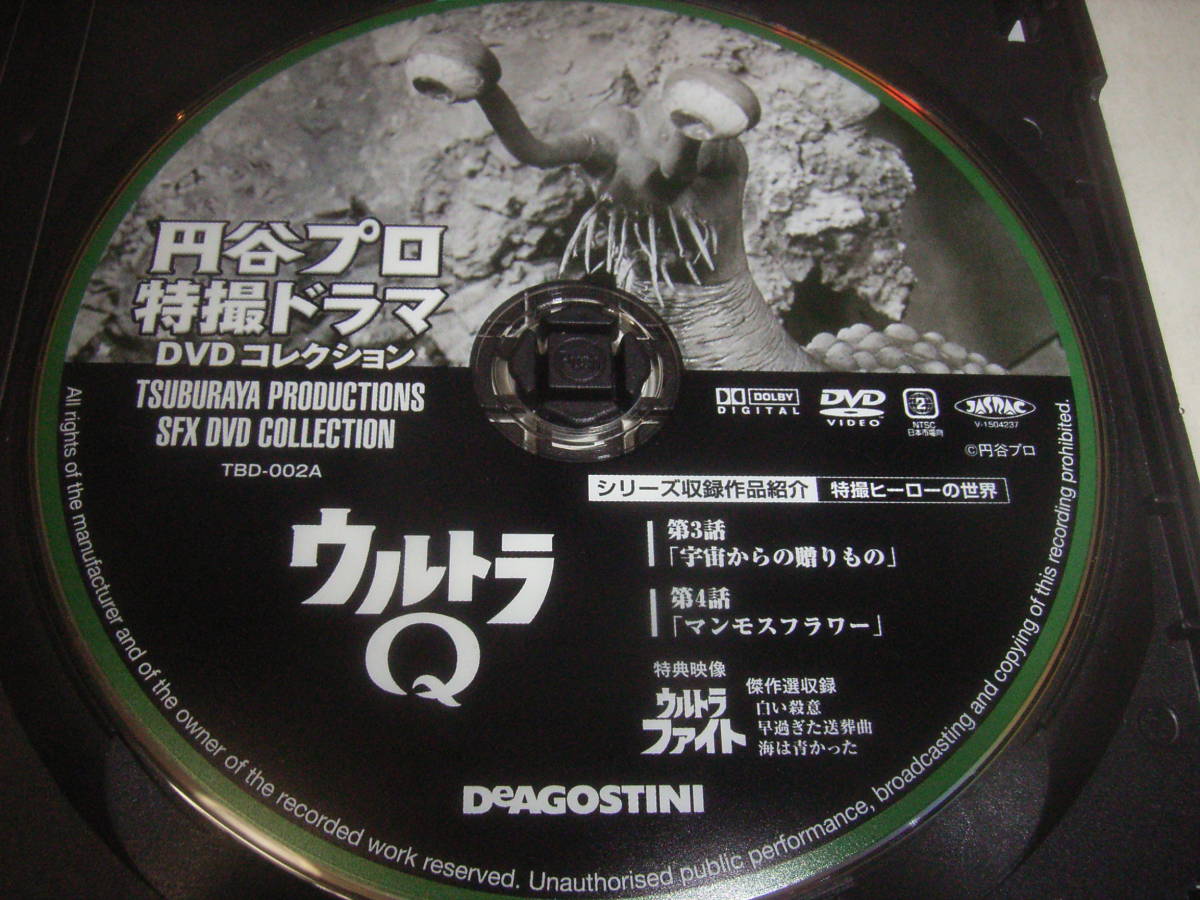 円谷プロ
特撮ドラマ
DVDコレクション
TSUBURAYA PRODUCTIONS
SFX DVD COLLECTION
TBD-002A
DOLBY
DIGITAL
DVD
VIDEO
2
NTSC
日本市場向
JASRAC
V-1504237
©円谷プロ
シリーズ収録作品紹介 特撮ヒーローの世界
ウルトラ
Q
第3話
「宇宙からの贈りもの」
第4話
「マンモスフラワー」
特典映像
ウルトラ
ファイト
傑作選収録
白い殺意
早過ぎた送葬曲
海は青かった
DeAGOSTINI
All rights of the manufacturer and of the owner of the recorded work reserved. Unauthorised public performance, broadcasting and copying of this recording prohibited.